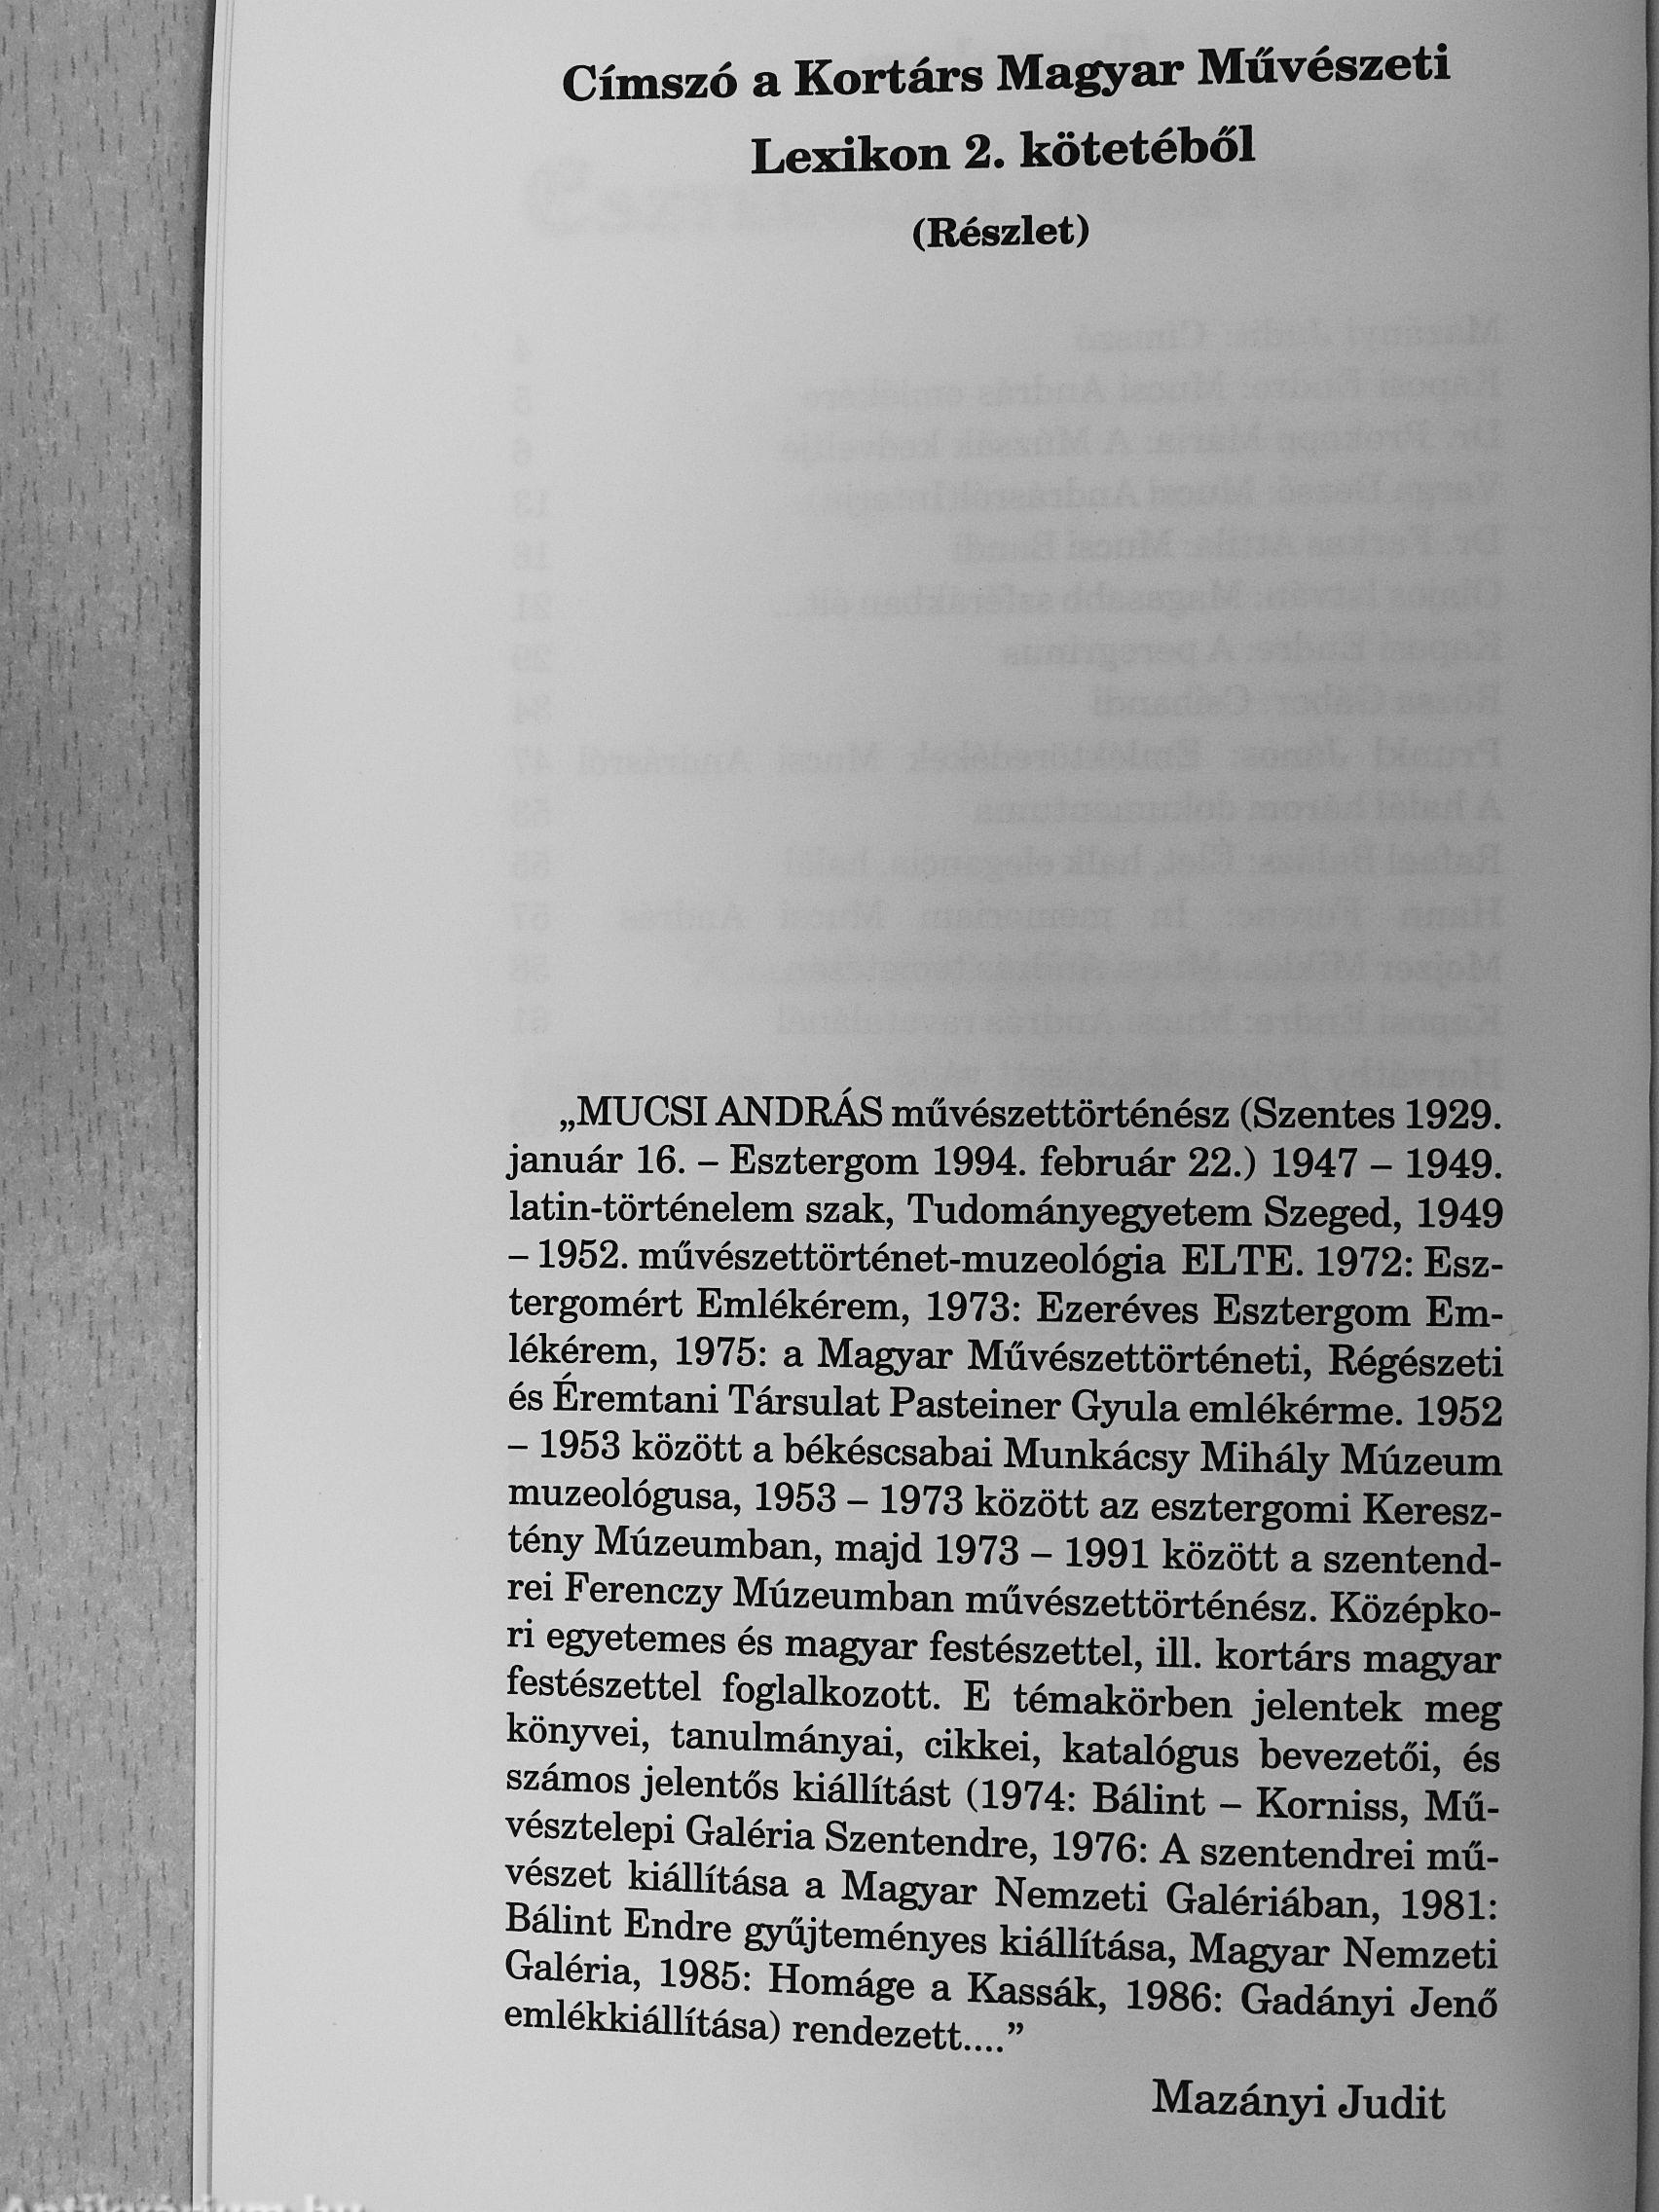 Címszó a Kortárs Magyar Művészeti
Lexikon 2. kötetéből
(Részlet)
„MUCSI ANDRÁS művészettörténész (Szentes 1929.
január 16. – Esztergom 1994. február 22.) 1947 – 1949.
latin-történelem szak, Tudományegyetem Szeged, 1949
– 1952. művészettörténet-muzeológia ELTE. 1972: Esz-
tergomért Emlékérem, 1973: Ezeréves Esztergom Em-
lékérem, 1975: a Magyar Művészettörténeti, Régészeti
és Éremtani Társulat Pasteiner Gyula emlékérme. 1952
– 1953 között a békéscsabai Munkácsy Mihály Múzeum
muzeológusa, 1953 – 1973 között az esztergomi Keresz-
tény Múzeumban, majd 1973 – 1991 között a szentend-
rei Ferenczy Múzeumban művészettörténész. Középko-
ri egyetemes és magyar festészettel, ill. kortárs magyar
festészettel foglalkozott. E témakörben jelentek meg
könyvei, tanulmányai, cikkei, katalógus bevezetői, és
számos jelentős kiállítást (1974: Bálint – Korniss, Mű-
vésztelepi Galéria Szentendre, 1976: A szentendrei mű-
vészet kiállítása a Magyar Nemzeti Galériában, 1981:
Bálint Endre gyűjteményes kiállítása, Magyar Nemzeti
Galéria, 1985: Homáge a Kassák, 1986: Gadányi Jenő
emlékkiállítása) rendezett....”
Mazányi Judit